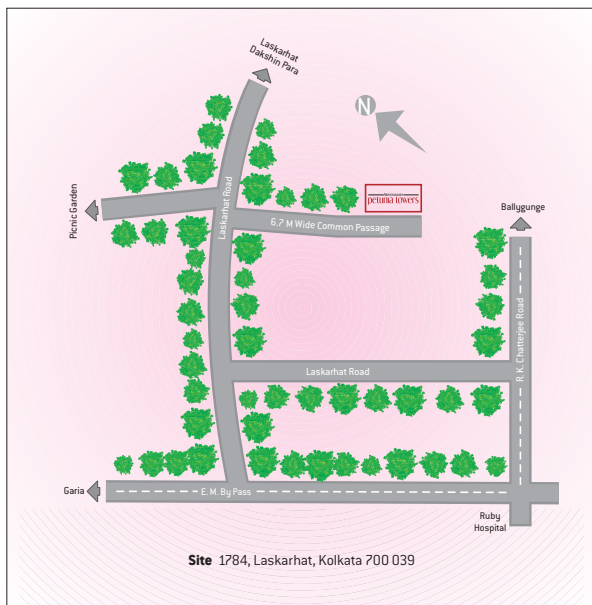 Laskarhat
Dakshin Para
N
Picnic Garden
Laskarhat Road
petunia towers
6.7 M Wide Common Passage
Ballygunge
R. K. Chatterjee Road
Laskarhat Road
Garia
E. M. By Pass
Ruby
Hospital
Site 1784, Laskarhat, Kolkata 700 039